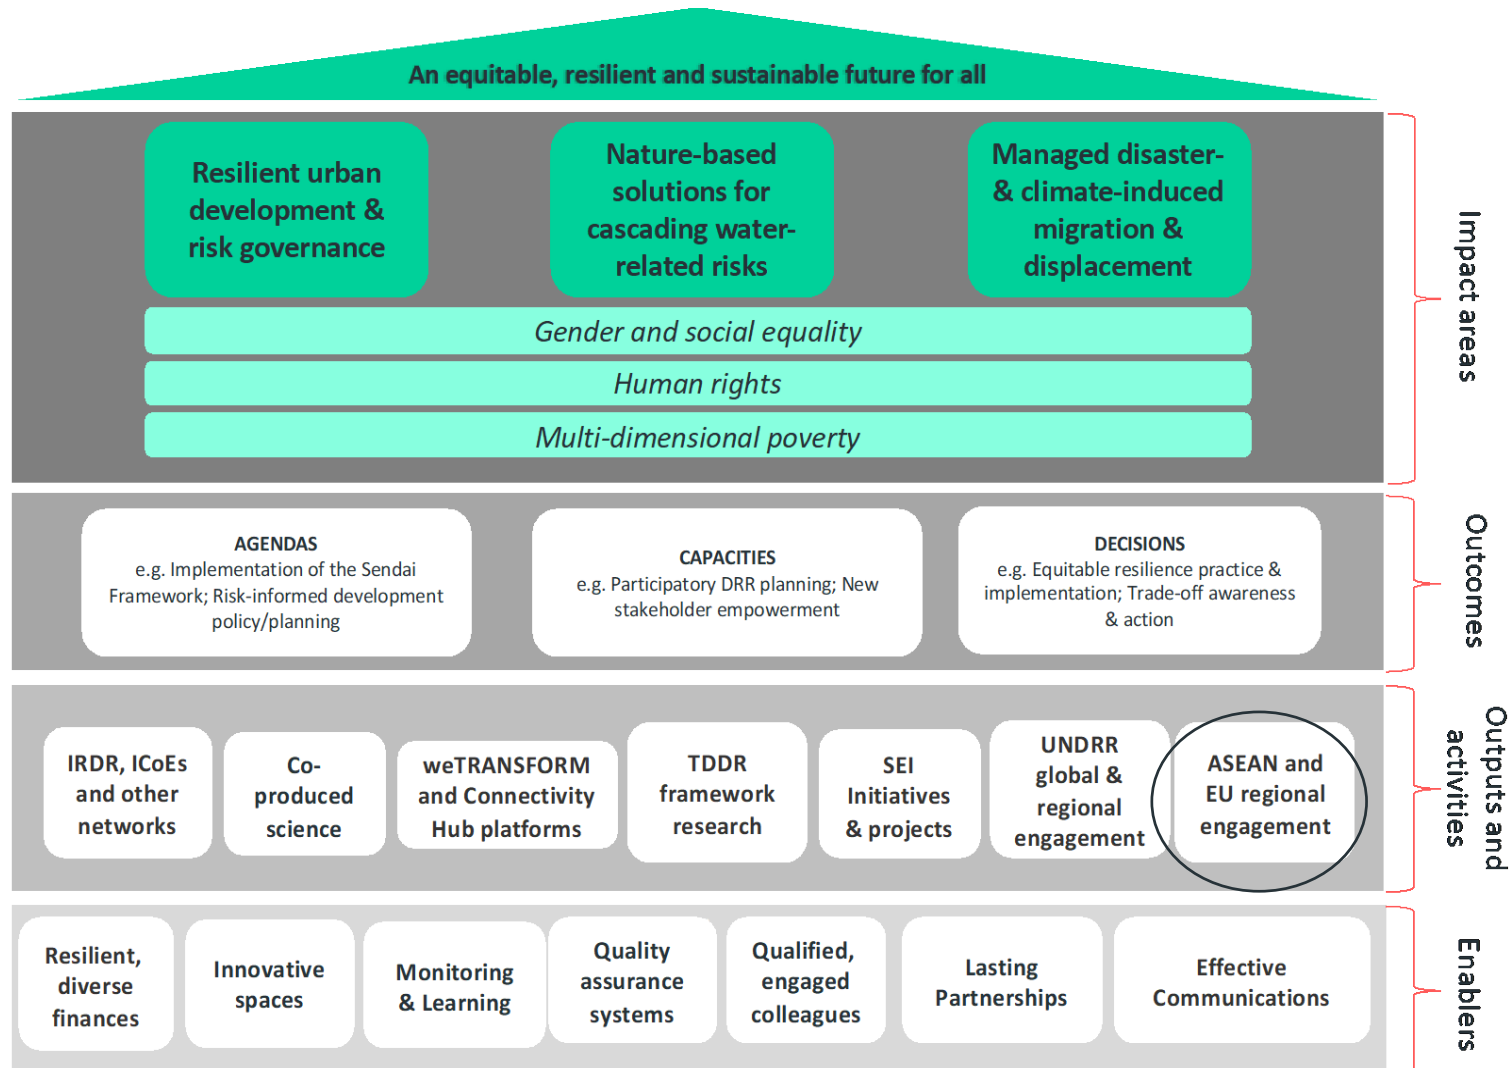 An equitable, resilient and sustainable future for all
Resilient urban
development &
risk governance
Nature-based
solutions for
cascading water-
related risks
Managed disaster-
& climate-induced
migration &
displacement
Gender and social equality
Human rights
Multi-dimensional poverty
Impact areas
AGENDAS
e.g. Implementation of the Sendai
Framework; Risk-informed development
policy/planning
CAPACITIES
e.g. Participatory DRR planning; New
stakeholder empowerment
DECISIONS
e.g. Equitable resilience practice &
implementation; Trade-off awareness
& action
Outcomes
IRDR, ICoEs
and other
networks
Co-
produced
science
weTRANSFORM
and Connectivity
Hub platforms
TDDR
framework
research
SEI
Initiatives
& projects
UNDRR
global &
regional
engagement
ASEAN and
EU regional
engagement
Outputs and
activities
Resilient,
diverse
finances
Innovative
spaces
Monitoring
& Learning
Quality
assurance
systems
Qualified,
engaged
colleagues
Lasting
Partnerships
Effective
Communications
Enablers